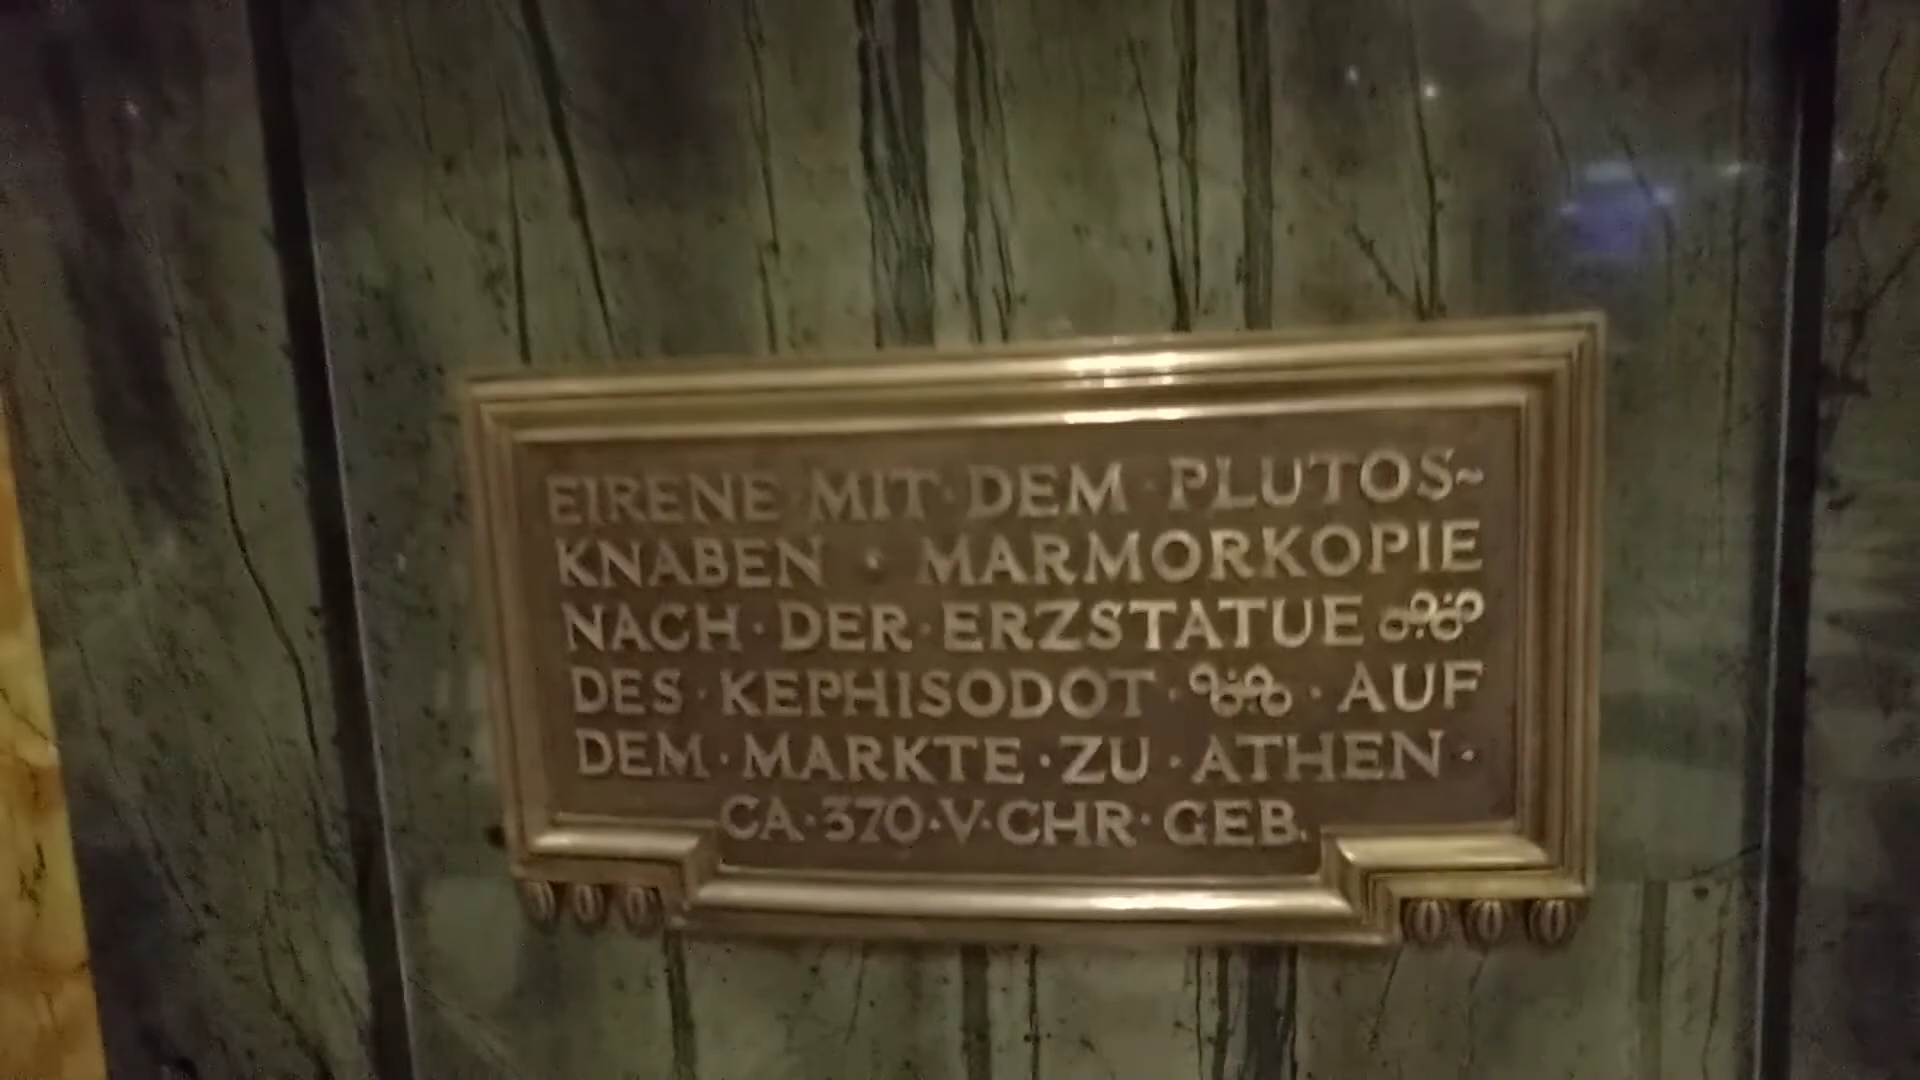 EIRENE MIT · DEM · PLUTOS~
KNABEN · MARMORKOPIE
NACH · DER · ERZSTATUE
DES · KEPHISODOT · · AUF
DEM · MARKTE · ZU · ATHEN ·
CA · 370 · V · CHR · GEB.